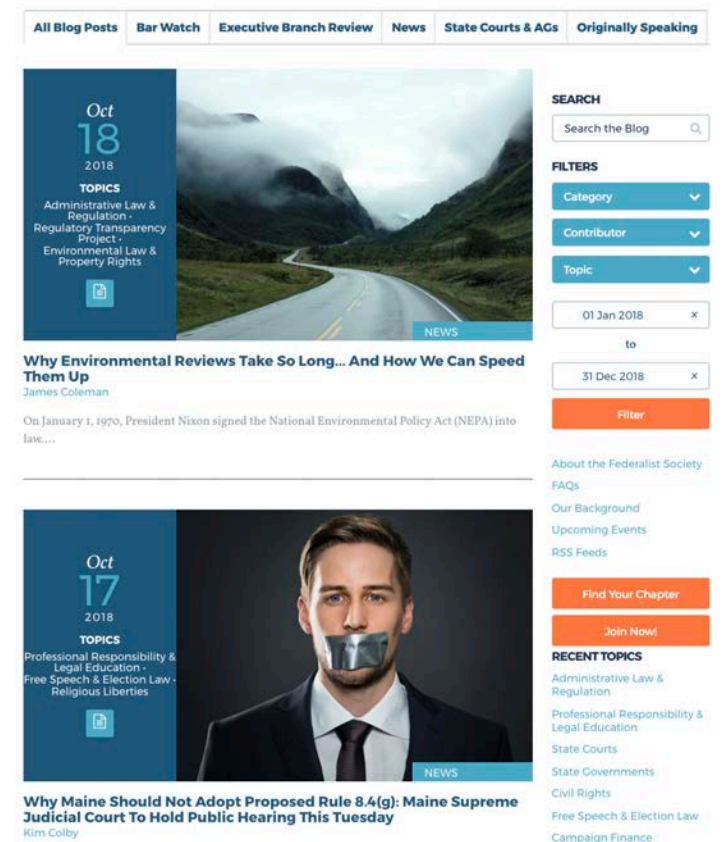 All Blog Posts
Bar Watch
Executive Branch Review
News
State Courts & AGs
Originally Speaking
Oct
18
2018
TOPICS
Administrative Law &
Regulation ·
Regulatory Transparency
Project ·
Environmental Law &
Property Rights
NEWS
Why Environmental Reviews Take So Long... And How We Can Speed
Them Up
James Coleman
On January 1, 1970, President Nixon signed the National Environmental Policy Act (NEPA) into
law....
Oct
17
2018
TOPICS
Professional Responsibility &
Legal Education ·
Free Speech & Election Law ·
Religious Liberties
NEWS
Why Maine Should Not Adopt Proposed Rule 8.4(g): Maine Supreme
Judicial Court To Hold Public Hearing This Tuesday
Kim Colby
SEARCH
Search the Blog
FILTERS
Category
Contributor
Topic
01 Jan 2018 ×
to
31 Dec 2018 ×
Filter
About the Federalist Society
FAQs
Our Background
Upcoming Events
RSS Feeds
Find Your Chapter
Join Now!
RECENT TOPICS
Administrative Law &
Regulation
Professional Responsibility &
Legal Education
State Courts
State Governments
Civil Rights
Free Speech & Election Law
Campaign Finance